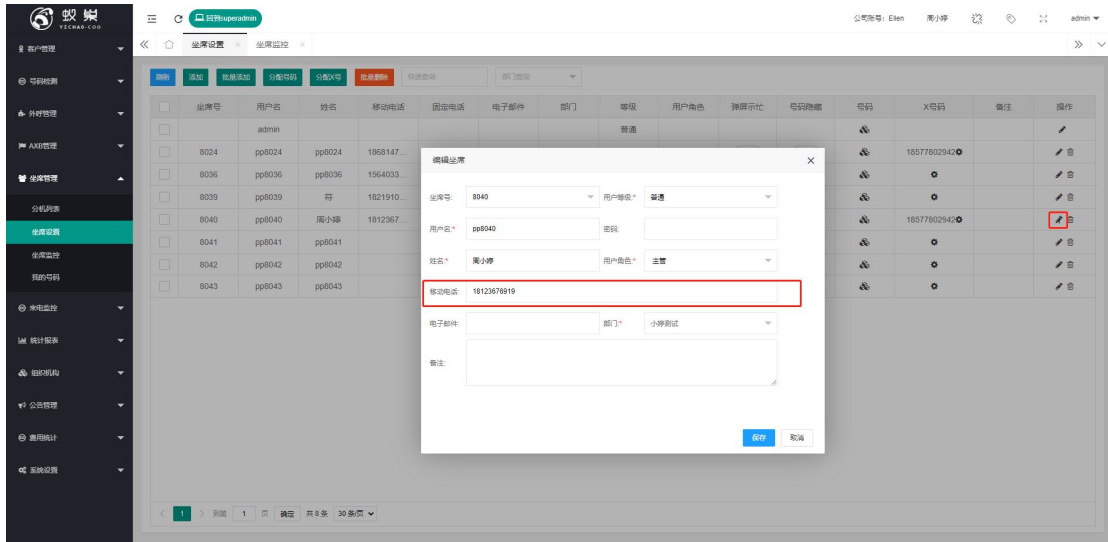 蚁巢
YICHAO-COO
回到superadmin
公司账号: Ellen 周小婷 admin
坐席设置 × 坐席监控 ×
客户管理
号码检测
外呼管理
AXB管理
坐席管理
分机列表
坐席设置
坐席监控
我的号码
来电监控
统计报表
组织机构
公告管理
费用统计
系统设置
刷新 添加 批量添加 分配号码 分配X号 批量删除 快速查询 部门查询
坐席号 用户名 姓名 移动电话 固定电话 电子邮件 部门 等级 用户角色 弹屏示忙 号码隐藏 号码 X号码 备注 操作
admin 普通
8024 pp8024 pp8024 1868147... 18577802942
8036 pp8036 pp8036 1564033...
8039 pp8039 符 1821910...
8040 pp8040 周小婷 1812367... 18577802942
8041 pp8041 pp8041
8042 pp8042 pp8042
8043 pp8043 pp8043
编辑坐席 ×
坐席号: 8040 用户等级:* 普通
用户名:* pp8040 密码:
姓名:* 周小婷 用户角色:* 主管
移动电话: 18123676919
电子邮件: 部门:* 小婷测试
备注:
保存 取消
1 到第 1 页 确定 共 8 条 30 条/页